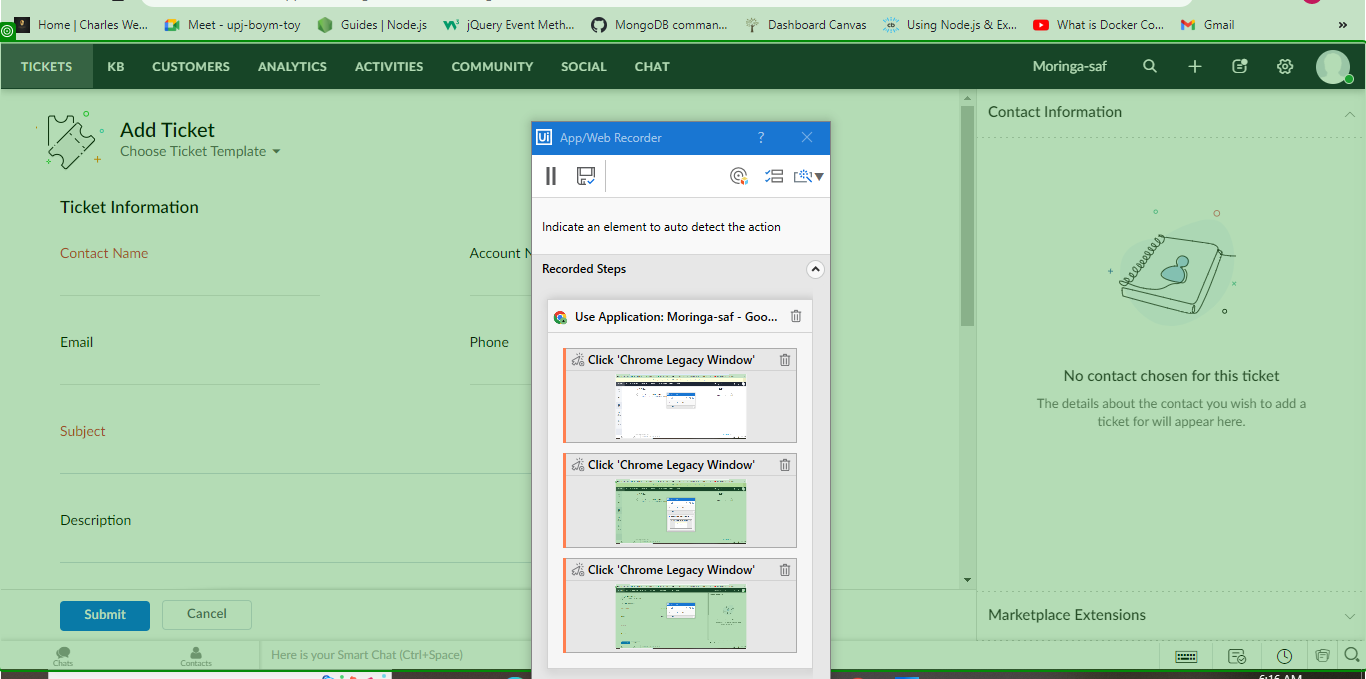 Home | Charles We...
Meet - upj-boym-toy
Guides | Node.js
jQuery Event Meth...
MongoDB comman...
Dashboard Canvas
Using Node.js & Ex...
What is Docker Co...
Gmail
»
TICKETS
KB
CUSTOMERS
ANALYTICS
ACTIVITIES
COMMUNITY
SOCIAL
CHAT
Moringa-saf
Add Ticket
Choose Ticket Template
Ticket Information
Contact Name
Account N
Email
Phone
Subject
Description
Submit
Cancel
Chats
Contacts
Here is your Smart Chat (Ctrl+Space)
Ui App/Web Recorder ?
Indicate an element to auto detect the action
Recorded Steps
Use Application: Moringa-saf - Goo...
Click 'Chrome Legacy Window'
Click 'Chrome Legacy Window'
Click 'Chrome Legacy Window'
Contact Information
No contact chosen for this ticket
The details about the contact you wish to add a
ticket for will appear here.
Marketplace Extensions
6:16 AM